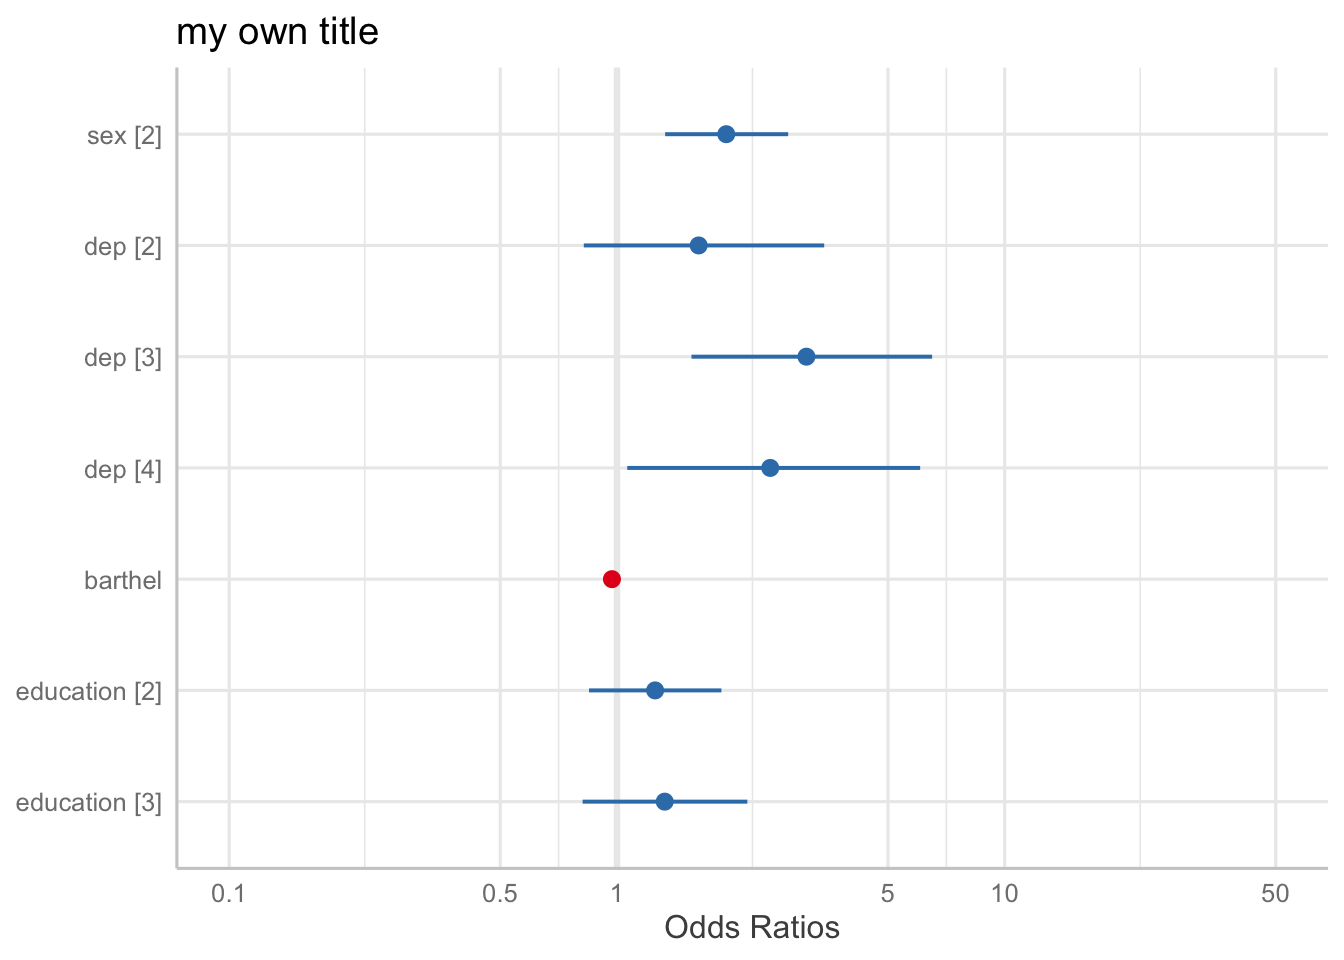 my own title
sex [2]
dep [2]
dep [3]
dep [4]
barthel
education [2]
education [3]
0.1 0.5 1 5 10 50
Odds Ratios